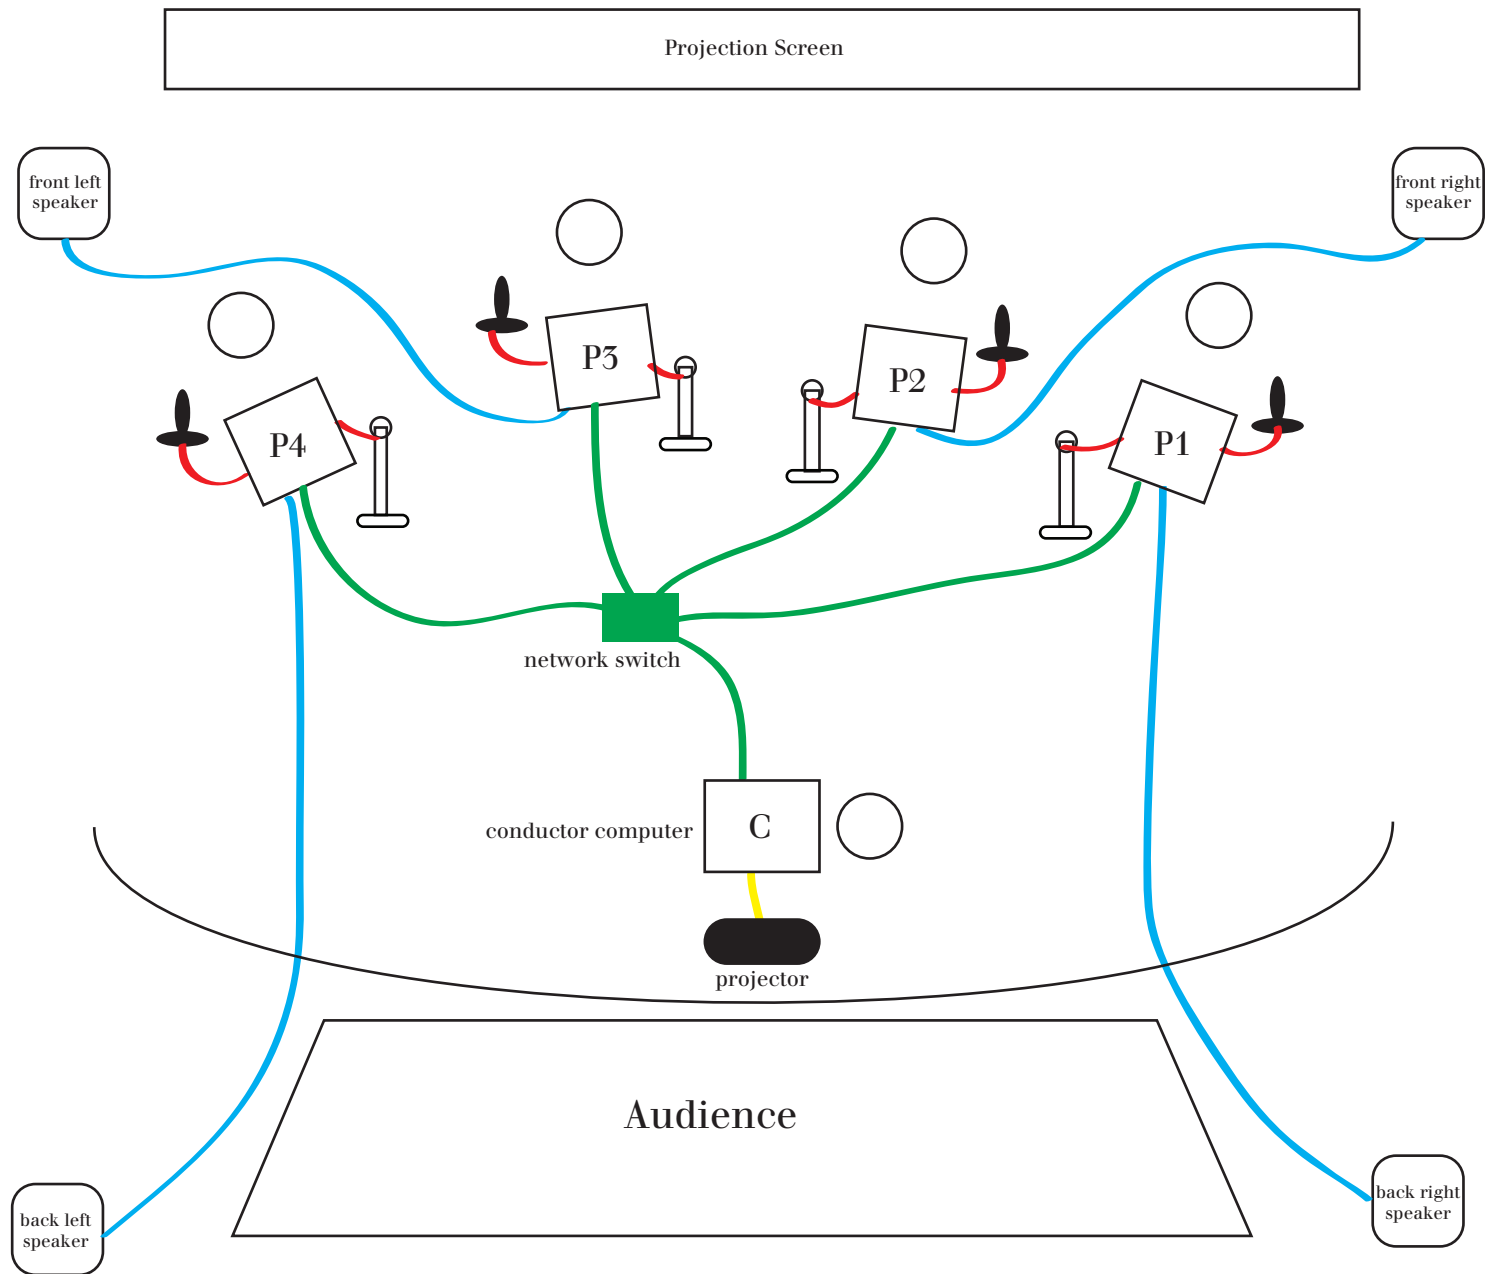 Projection Screen
front left
speaker
front right
speaker
P3
P2
P4
P1
network switch
conductor computer
C
projector
Audience
back left
speaker
back right
speaker